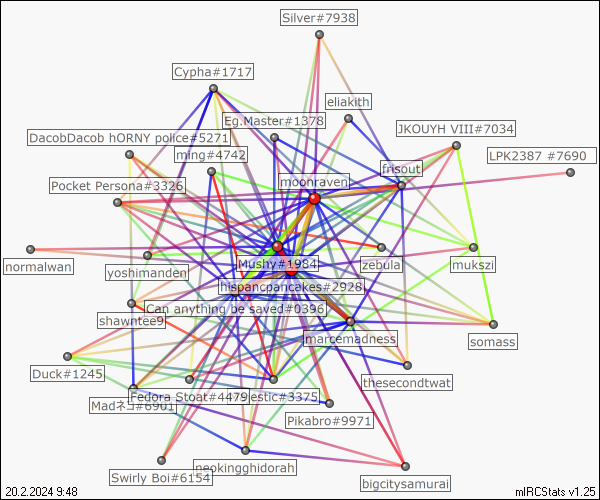 Silver#7938
Cypha#1717
eliakith
Eg.Master#1378
JKOUYH VIII#7034
DacobDacob hORNY police#5271
ming#4742
LPK2387 #7690
frisout
moonraven
Pocket Persona#3326
normalwan
yoshimanden
Mushy#1984
zebula
mukszi
hispancpancakes#2928
Can anything be saved#0396
shawntee9
marcemadness
somass
Duck#1245
thesecondtwat
Madネコ#6901
Fedora Stoat#4479
estic#3375
Pikabro#9971
neokingghidorah
Swirly Boi#6154
bigcitysamurai
20.2.2024 9:48
mIRCStats v1.25